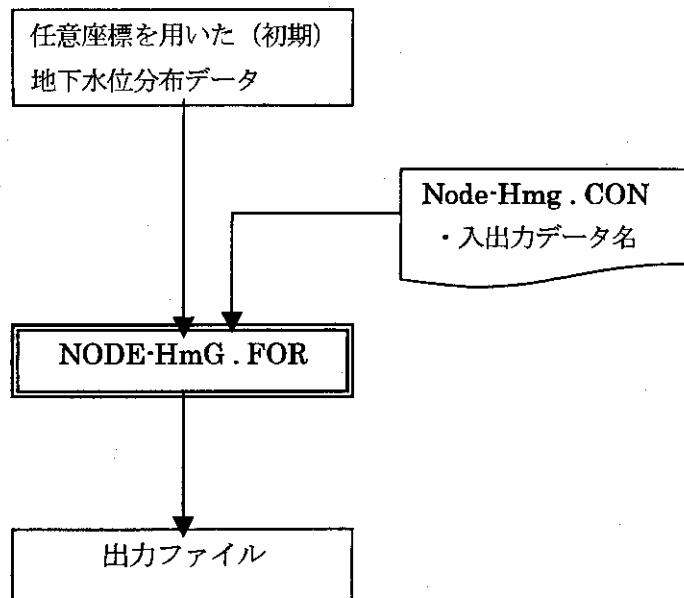 任意座標を用いた（初期）
地下水位分布データ
Node-Hmg . CON
・入出力データ名
NODE-HmG . FOR
出力ファイル